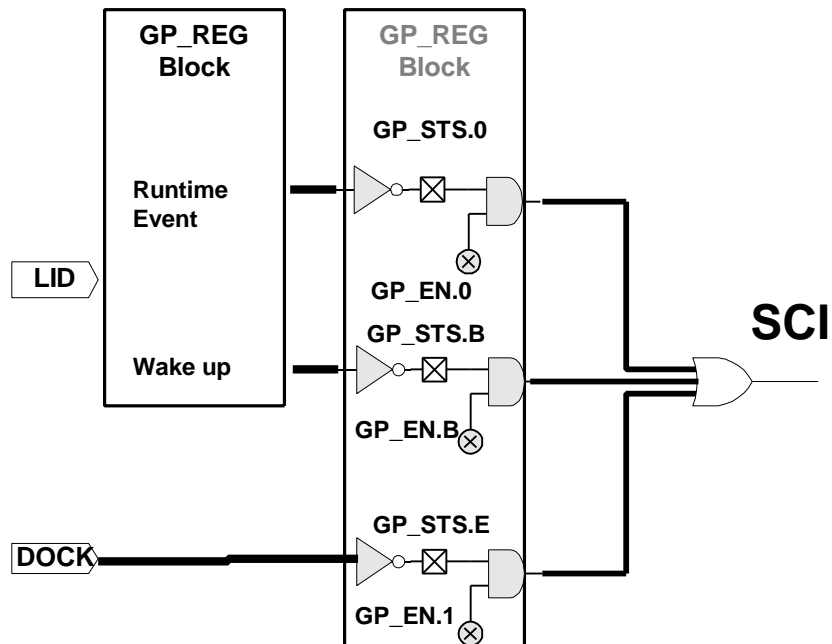 GP_REG
Block
GP_REG
Block
GP_STS.0
Runtime
Event
LID
GP_EN.0
SCI
GP_STS.B
Wake up
GP_EN.B
GP_STS.E
DOCK
GP_EN.1